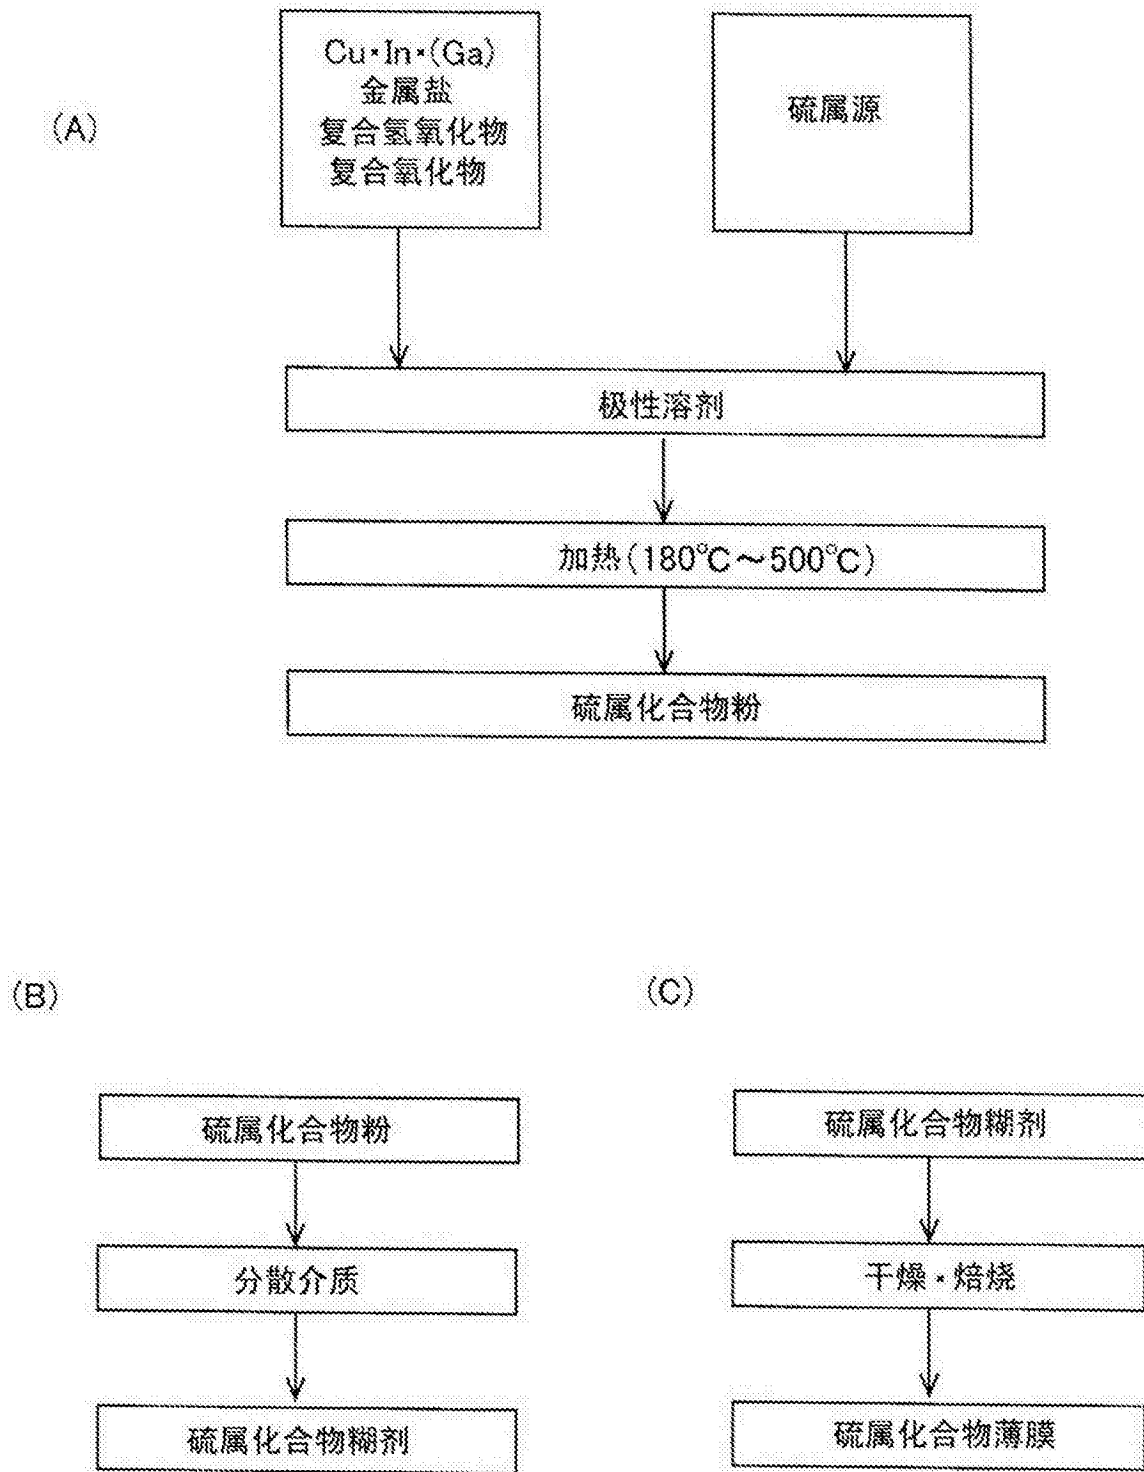 (A)
Cu·In·(Ga)
金属盐
复合氢氧化物
复合氧化物
硫属源
极性溶剂
加热(180℃～500℃)
硫属化合物粉
(B)
硫属化合物粉
分散介质
硫属化合物糊剂
(C)
硫属化合物糊剂
干燥·焙烧
硫属化合物薄膜